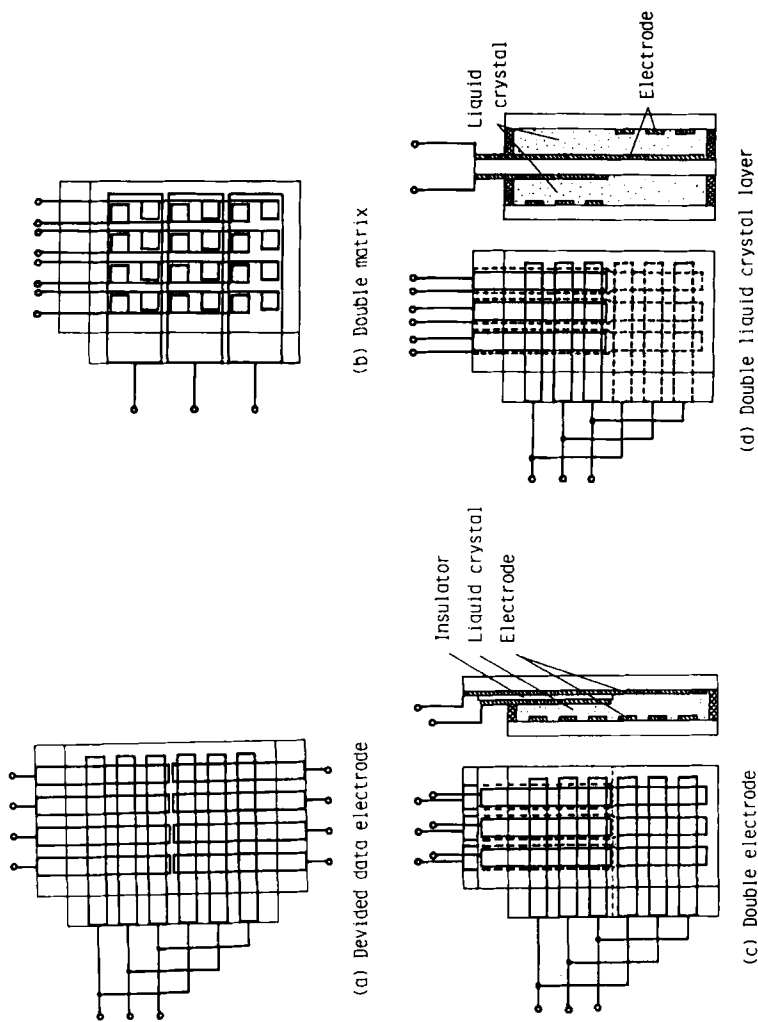 (a) Devided data electrode
(b) Double matrix
Insulator
Liquid crystal
Electrode
(c) Double electrode
Liquid
crystal
Electrode
(d) Double liquid crystal layer